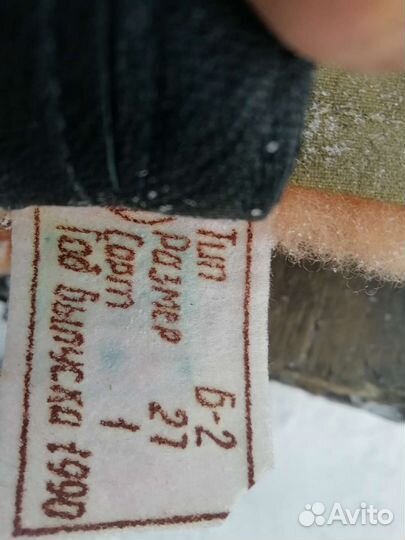 Тип Б-2
Размер 27
Сорт 1
Год выпуска 1990
Avito